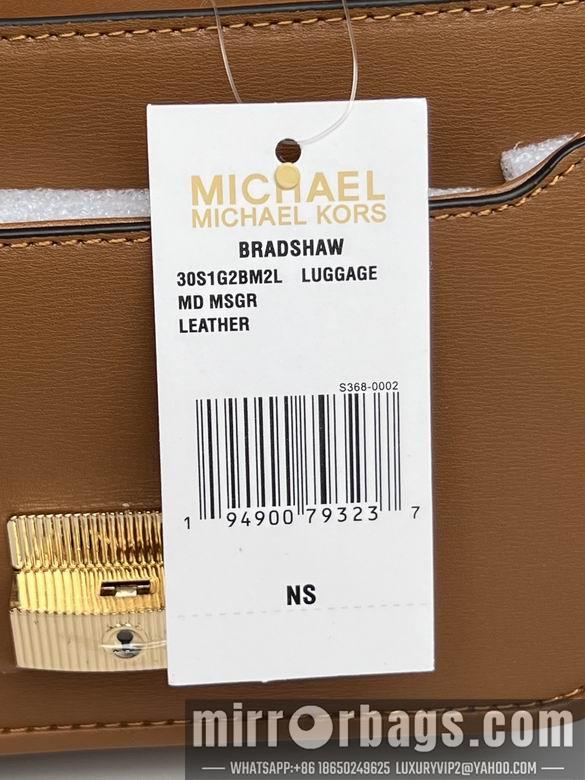 MICHAEL
MICHAEL KORS
BRADSHAW
30S1G2BM2L LUGGAGE
MD MSGR
LEATHER
S368-0002
1 94900 79323 7
NS
mirrorbags.com
WHATSAPP:+86 18650249625 LUXURYVIP2@YAHOO.COM